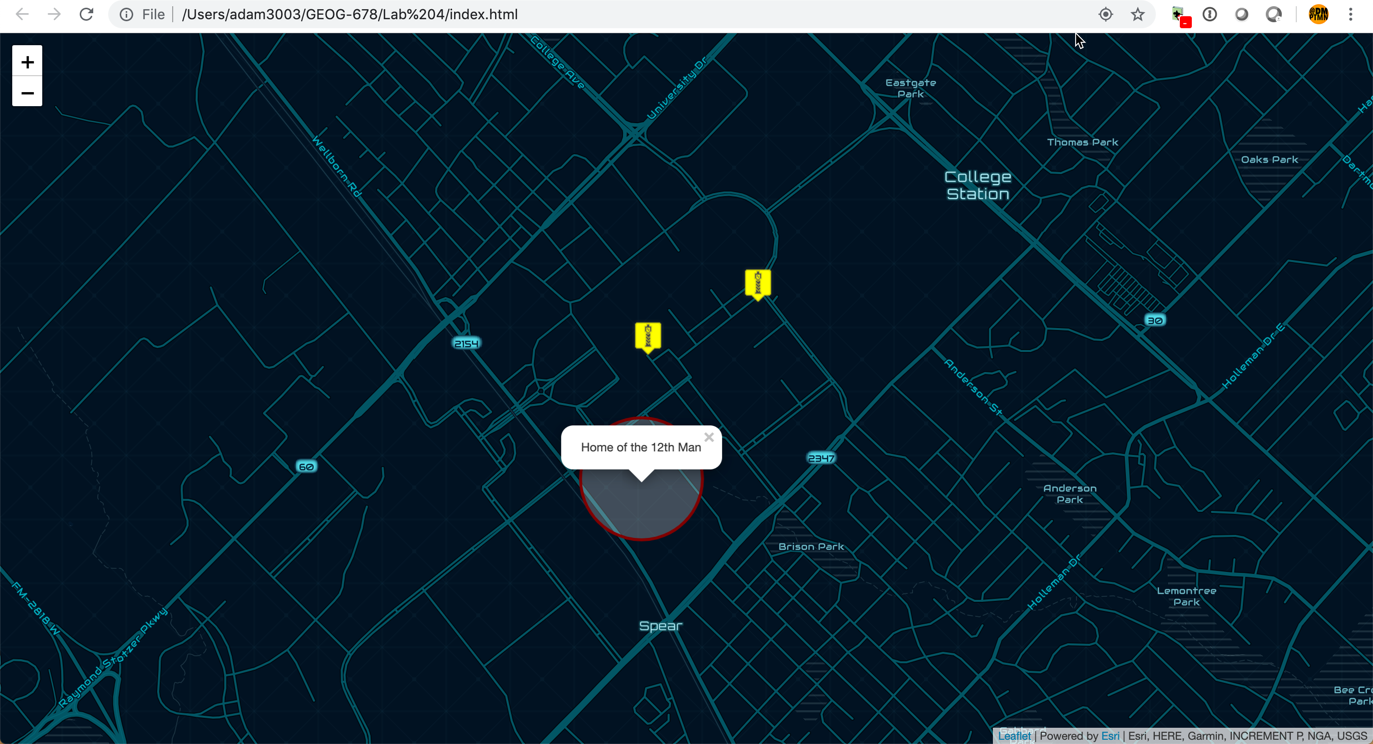 File
/Users/adam3003/GEOG-678/Lab%204/index.html
+
−
College Ave
University Dr
Eastgate
Park
Thomas Park
Oaks Park
Wellborn Rd
College
Station
2154
30
Holleman Dr E
Anderson St
Home of the 12th Man
×
60
2347
Anderson
Park
Brison Park
Holleman Dr
Lemontree
Park
FM-2818 W
Raymond Stotzer Pkwy
Spear
Bee Cr
Park
Leaflet | Powered by Esri | Esri, HERE, Garmin, INCREMENT P, NGA, USGS